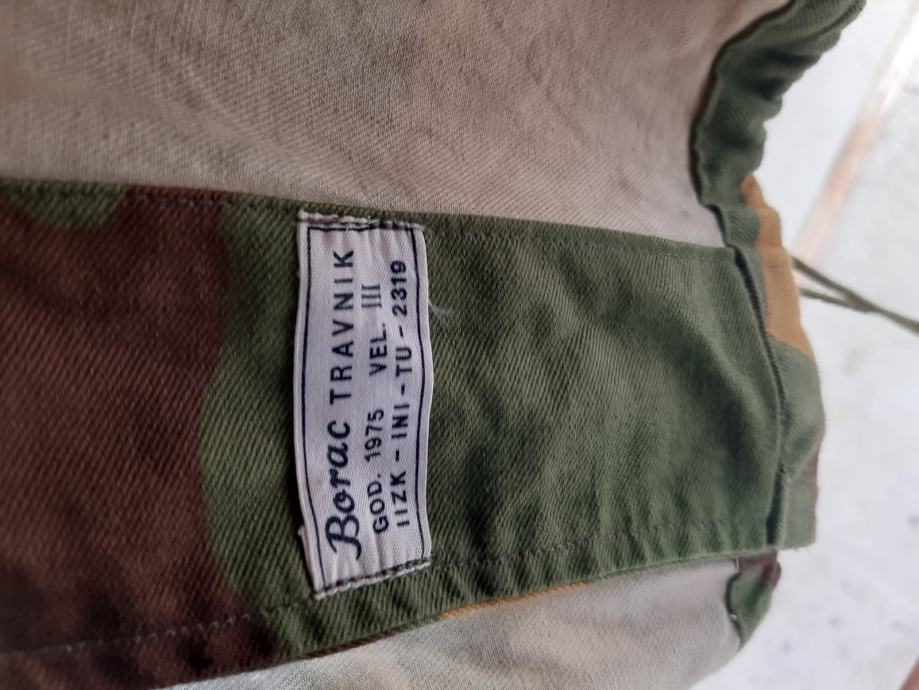 Borac TRAVNIK
GOD. 1975 VEL. III
IIZK - INI - TU - 2319